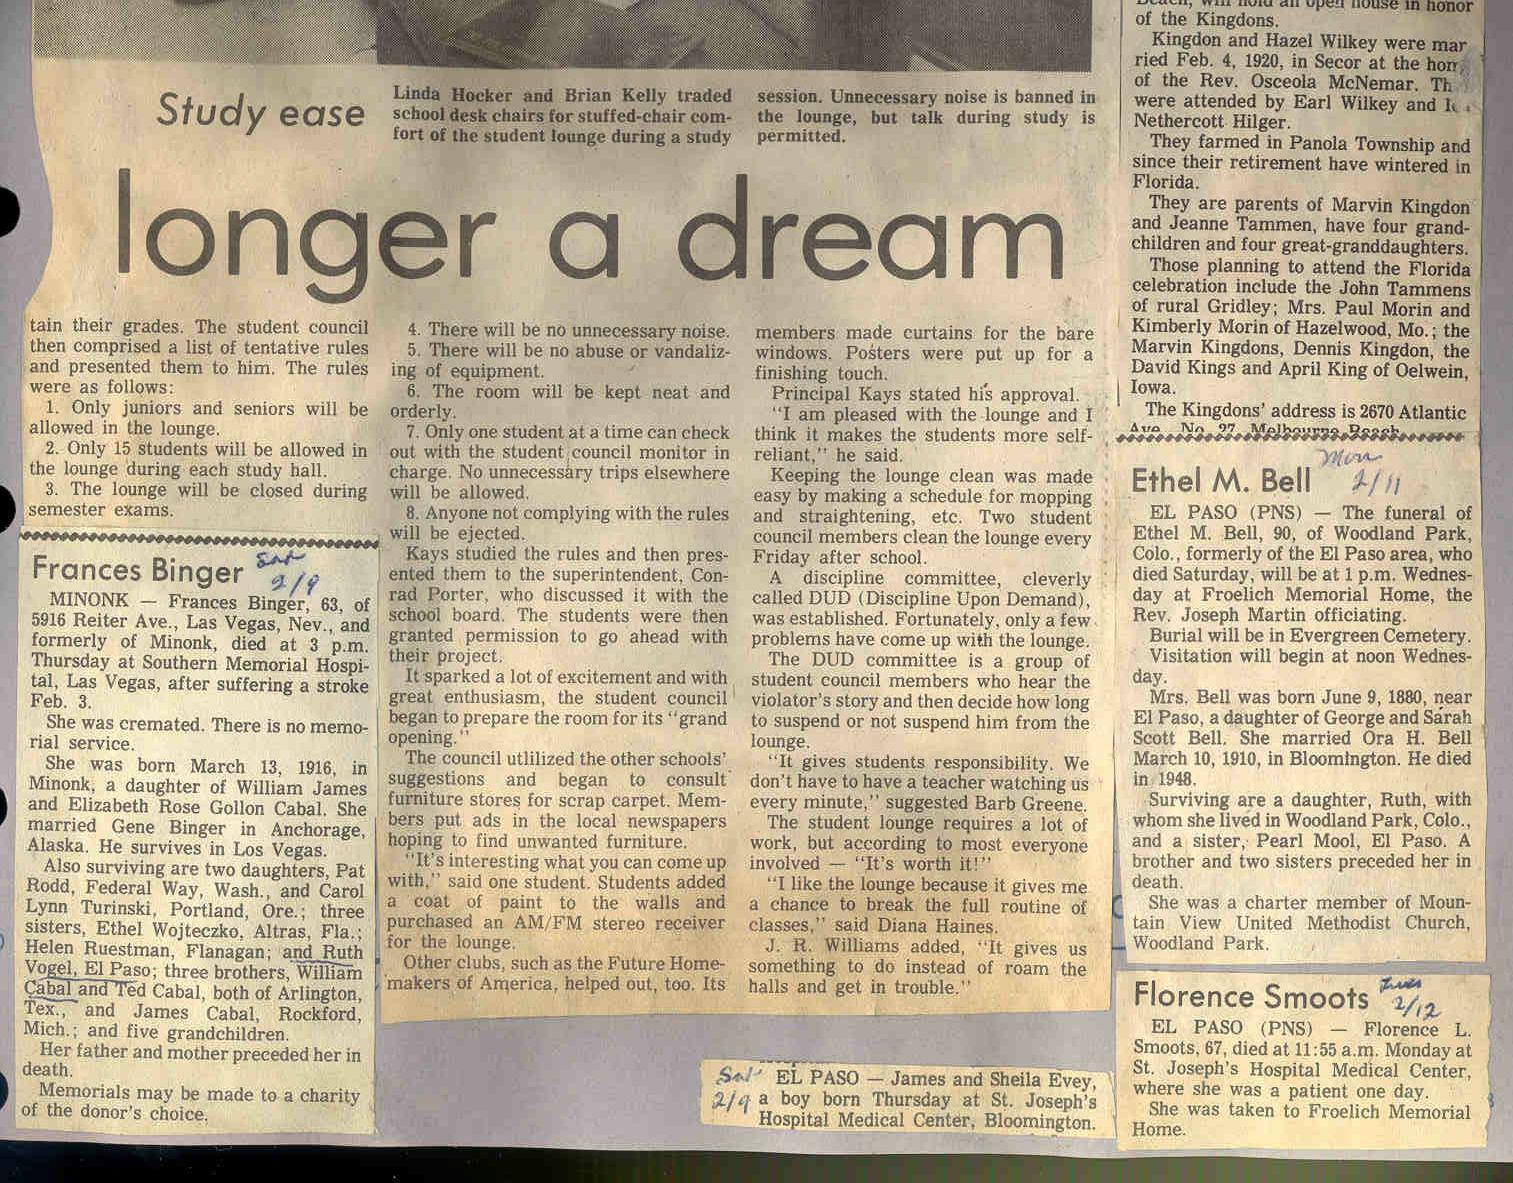 Study ease
Linda Hocker and Brian Kelly traded
school desk chairs for stuffed-chair com-
fort of the student lounge during a study
session. Unnecessary noise is banned in
the lounge, but talk during study is
permitted.
longer a dream
tain their grades. The student council
then comprised a list of tentative rules
and presented them to him. The rules
were as follows:
1. Only juniors and seniors will be
allowed in the lounge.
2. Only 15 students will be allowed in
the lounge during each study hall.
3. The lounge will be closed during
semester exams.
4. There will be no unnecessary noise.
5. There will be no abuse or vandaliz-
ing of equipment.
6. The room will be kept neat and
orderly.
7. Only one student at a time can check
out with the student council monitor in
charge. No unnecessary trips elsewhere
will be allowed.
8. Anyone not complying with the rules
will be ejected.
Kays studied the rules and then pres-
ented them to the superintendent, Con-
rad Porter, who discussed it with the
school board. The students were then
granted permission to go ahead with
their project.
It sparked a lot of excitement and with
great enthusiasm, the student council
began to prepare the room for its "grand
opening."
The council utlilized the other schools'
suggestions and began to consult
furniture stores for scrap carpet. Mem-
bers put ads in the local newspapers
hoping to find unwanted furniture.
"It's interesting what you can come up
with," said one student. Students added
a coat of paint to the walls and
purchased an AM/FM stereo receiver
for the lounge.
Other clubs, such as the Future Home-
makers of America, helped out, too. Its
members made curtains for the bare
windows. Posters were put up for a
finishing touch.
Principal Kays stated his approval.
"I am pleased with the lounge and I
think it makes the students more self-
reliant," he said.
Keeping the lounge clean was made
easy by making a schedule for mopping
and straightening, etc. Two student
council members clean the lounge every
Friday after school.
A discipline committee, cleverly
called DUD (Discipline Upon Demand),
was established. Fortunately, only a few
problems have come up with the lounge.
The DUD committee is a group of
student council members who hear the
violator's story and then decide how long
to suspend or not suspend him from the
lounge.
"It gives students responsibility. We
don't have to have a teacher watching us
every minute," suggested Barb Greene.
The student lounge requires a lot of
work, but according to most everyone
involved — "It's worth it!"
"I like the lounge because it gives me
a chance to break the full routine of
classes," said Diana Haines.
J. R. Williams added, "It gives us
something to do instead of roam the
halls and get in trouble."
Frances Binger
Sat
2/9
MINONK — Frances Binger, 63, of
5916 Reiter Ave., Las Vegas, Nev., and
formerly of Minonk, died at 3 p.m.
Thursday at Southern Memorial Hospi-
tal, Las Vegas, after suffering a stroke
Feb. 3.
She was cremated. There is no memo-
rial service.
She was born March 13, 1916, in
Minonk, a daughter of William James
and Elizabeth Rose Gollon Cabal. She
married Gene Binger in Anchorage,
Alaska. He survives in Los Vegas.
Also surviving are two daughters, Pat
Rodd, Federal Way, Wash., and Carol
Lynn Turinski, Portland, Ore.; three
sisters, Ethel Wojteczko, Altras, Fla.;
Helen Ruestman, Flanagan; and Ruth
Vogel, El Paso; three brothers, William
Cabal and Ted Cabal, both of Arlington,
Tex., and James Cabal, Rockford,
Mich.; and five grandchildren.
Her father and mother preceded her in
death.
Memorials may be made to a charity
of the donor's choice.
Sat
2/9
EL PASO — James and Sheila Evey,
a boy born Thursday at St. Joseph's
Hospital Medical Center, Bloomington.
Beach, will hold an open house in honor
of the Kingdons.
Kingdon and Hazel Wilkey were mar
ried Feb. 4, 1920, in Secor at the hom
of the Rev. Osceola McNemar. Th
were attended by Earl Wilkey and
Nethercott Hilger.
They farmed in Panola Township and
since their retirement have wintered in
Florida.
They are parents of Marvin Kingdon
and Jeanne Tammen, have four grand-
children and four great-granddaughters.
Those planning to attend the Florida
celebration include the John Tammens
of rural Gridley; Mrs. Paul Morin and
Kimberly Morin of Hazelwood, Mo.; the
Marvin Kingdons, Dennis Kingdon, the
David Kings and April King of Oelwein,
Iowa.
The Kingdons' address is 2670 Atlantic
Ave., No. 27, Melbourne Beach
Ethel M. Bell
Mon
2/11
EL PASO (PNS) — The funeral of
Ethel M. Bell, 90, of Woodland Park,
Colo., formerly of the El Paso area, who
died Saturday, will be at 1 p.m. Wednes-
day at Froelich Memorial Home, the
Rev. Joseph Martin officiating.
Burial will be in Evergreen Cemetery.
Visitation will begin at noon Wednes-
day.
Mrs. Bell was born June 9, 1880, near
El Paso, a daughter of George and Sarah
Scott Bell. She married Ora H. Bell
March 10, 1910, in Bloomington. He died
in 1948.
Surviving are a daughter, Ruth, with
whom she lived in Woodland Park, Colo.,
and a sister, Pearl Mool, El Paso. A
brother and two sisters preceded her in
death.
She was a charter member of Moun-
tain View United Methodist Church,
Woodland Park.
Florence Smoots
Tues
2/12
EL PASO (PNS) — Florence L.
Smoots, 67, died at 11:55 a.m. Monday at
St. Joseph's Hospital Medical Center,
where she was a patient one day.
She was taken to Froelich Memorial
Home.